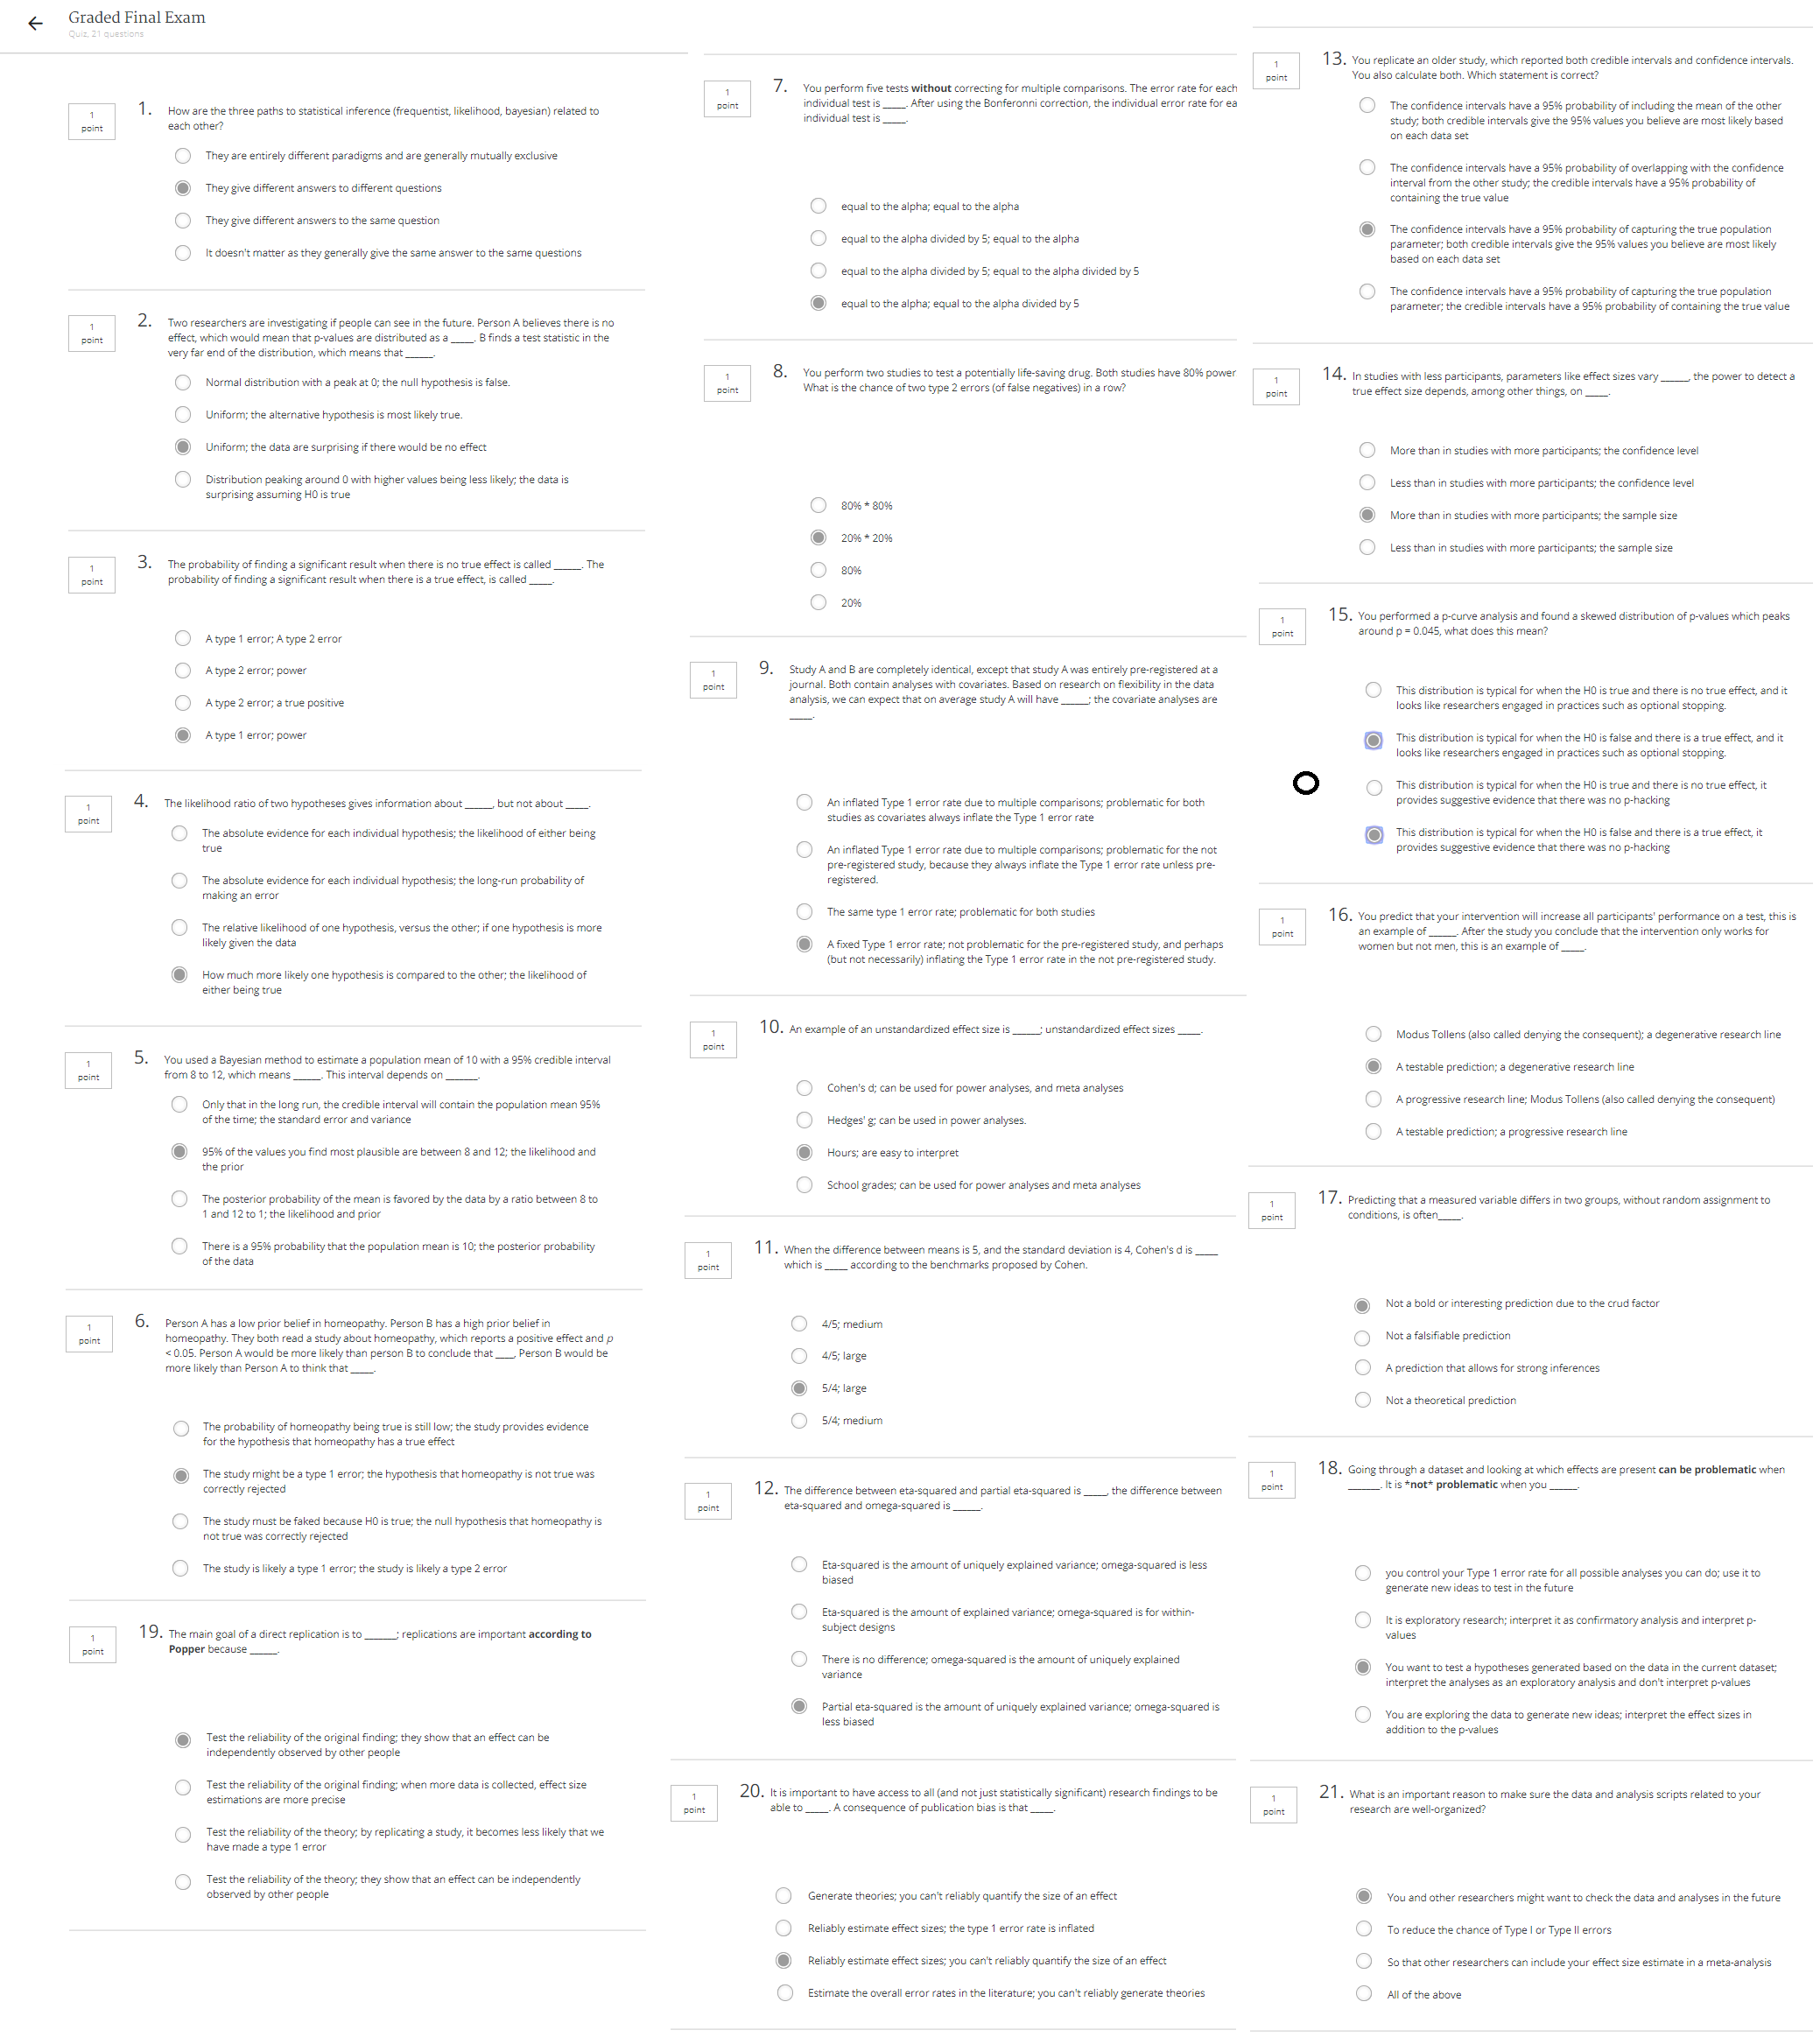 Graded Final Exam
Quiz, 21 questions
1
point
1. How are the three paths to statistical inference (frequentist, likelihood, bayesian) related to
each other?
They are entirely different paradigms and are generally mutually exclusive
They give different answers to different questions
They give different answers to the same question
It doesn't matter as they generally give the same answer to the same questions
1
point
2. Two researchers are investigating if people can see in the future. Person A believes there is no
effect, which would mean that p-values are distributed as a _____. B finds a test statistic in the
very far end of the distribution, which means that ______.
Normal distribution with a peak at 0; the null hypothesis is false.
Uniform; the alternative hypothesis is most likely true.
Uniform; the data are surprising if there would be no effect
Distribution peaking around 0 with higher values being less likely; the data is
surprising assuming H0 is true
1
point
3. The probability of finding a significant result when there is no true effect is called ______. The
probability of finding a significant result when there is a true effect, is called _____.
A type 1 error; A type 2 error
A type 2 error; power
A type 2 error; a true positive
A type 1 error; power
1
point
4. The likelihood ratio of two hypotheses gives information about ______, but not about _____.
The absolute evidence for each individual hypothesis; the likelihood of either being
true
The absolute evidence for each individual hypothesis; the long-run probability of
making an error
The relative likelihood of one hypothesis, versus the other; if one hypothesis is more
likely given the data
How much more likely one hypothesis is compared to the other; the likelihood of
either being true
1
point
5. You used a Bayesian method to estimate a population mean of 10 with a 95% credible interval
from 8 to 12, which means ______. This interval depends on _______.
Only that in the long run, the credible interval will contain the population mean 95%
of the time; the standard error and variance
95% of the values you find most plausible are between 8 and 12; the likelihood and
the prior
The posterior probability of the mean is favored by the data by a ratio between 8 to
1 and 12 to 1; the likelihood and prior
There is a 95% probability that the population mean is 10; the posterior probability
of the data
1
point
6. Person A has a low prior belief in homeopathy. Person B has a high prior belief in
homeopathy. They both read a study about homeopathy, which reports a positive effect and p
< 0.05. Person A would be more likely than person B to conclude that ____, Person B would be
more likely than Person A to think that _____.
The probability of homeopathy being true is still low; the study provides evidence
for the hypothesis that homeopathy has a true effect
The study might be a type 1 error; the hypothesis that homeopathy is not true was
correctly rejected
The study must be faked because H0 is true; the null hypothesis that homeopathy is
not true was correctly rejected
The study is likely a type 1 error; the study is likely a type 2 error
1
point
19. The main goal of a direct replication is to _______; replications are important according to
Popper because ______.
Test the reliability of the original finding; they show that an effect can be
independently observed by other people
Test the reliability of the original finding; when more data is collected, effect size
estimations are more precise
Test the reliability of the theory; by replicating a study, it becomes less likely that we
have made a type 1 error
Test the reliability of the theory; they show that an effect can be independently
observed by other people
1
point
7. You perform five tests without correcting for multiple comparisons. The error rate for each
individual test is _____. After using the Bonferonni correction, the individual error rate for ea
individual test is _____.
equal to the alpha; equal to the alpha
equal to the alpha divided by 5; equal to the alpha
equal to the alpha divided by 5; equal to the alpha divided by 5
equal to the alpha; equal to the alpha divided by 5
1
point
8. You perform two studies to test a potentially life-saving drug. Both studies have 80% power
What is the chance of two type 2 errors (of false negatives) in a row?
80% * 80%
20% * 20%
80%
20%
1
point
9. Study A and B are completely identical, except that study A was entirely pre-registered at a
journal. Both contain analyses with covariates. Based on research on flexibility in the data
analysis, we can expect that on average study A will have ______; the covariate analyses are
_____.
An inflated Type 1 error rate due to multiple comparisons; problematic for both
studies as covariates always inflate the Type 1 error rate
An inflated Type 1 error rate due to multiple comparisons; problematic for the not
pre-registered study, because they always inflate the Type 1 error rate unless pre-
registered.
The same type 1 error rate; problematic for both studies
A fixed Type 1 error rate; not problematic for the pre-registered study, and perhaps
(but not necessarily) inflating the Type 1 error rate in the not pre-registered study.
1
point
10. An example of an unstandardized effect size is ______; unstandardized effect sizes _____.
Cohen's d; can be used for power analyses, and meta analyses
Hedges' g; can be used in power analyses.
Hours; are easy to interpret
School grades; can be used for power analyses and meta analyses
1
point
11. When the difference between means is 5, and the standard deviation is 4, Cohen's d is _____
which is _____ according to the benchmarks proposed by Cohen.
4/5; medium
4/5; large
5/4; large
5/4; medium
1
point
12. The difference between eta-squared and partial eta-squared is _____, the difference between
eta-squared and omega-squared is ______.
Eta-squared is the amount of uniquely explained variance; omega-squared is less
biased
Eta-squared is the amount of explained variance; omega-squared is for within-
subject designs
There is no difference; omega-squared is the amount of uniquely explained
variance
Partial eta-squared is the amount of uniquely explained variance; omega-squared is
less biased
1
point
20. It is important to have access to all (and not just statistically significant) research findings to be
able to _____. A consequence of publication bias is that _____.
Generate theories; you can't reliably quantify the size of an effect
Reliably estimate effect sizes; the type 1 error rate is inflated
Reliably estimate effect sizes; you can't reliably quantify the size of an effect
Estimate the overall error rates in the literature; you can't reliably generate theories
1
point
13. You replicate an older study, which reported both credible intervals and confidence intervals.
You also calculate both. Which statement is correct?
The confidence intervals have a 95% probability of including the mean of the other
study; both credible intervals give the 95% values you believe are most likely based
on each data set
The confidence intervals have a 95% probability of overlapping with the confidence
interval from the other study; the credible intervals have a 95% probability of
containing the true value
The confidence intervals have a 95% probability of capturing the true population
parameter; both credible intervals give the 95% values you believe are most likely
based on each data set
The confidence intervals have a 95% probability of capturing the true population
parameter; the credible intervals have a 95% probability of containing the true value
1
point
14. In studies with less participants, parameters like effect sizes vary ______, the power to detect a
true effect size depends, among other things, on _____.
More than in studies with more participants; the confidence level
Less than in studies with more participants; the confidence level
More than in studies with more participants; the sample size
Less than in studies with more participants; the sample size
1
point
15. You performed a p-curve analysis and found a skewed distribution of p-values which peaks
around p = 0.045, what does this mean?
This distribution is typical for when the H0 is true and there is no true effect, and it
looks like researchers engaged in practices such as optional stopping.
This distribution is typical for when the H0 is false and there is a true effect, and it
looks like researchers engaged in practices such as optional stopping.
This distribution is typical for when the H0 is true and there is no true effect, it
provides suggestive evidence that there was no p-hacking
This distribution is typical for when the H0 is false and there is a true effect, it
provides suggestive evidence that there was no p-hacking
1
point
16. You predict that your intervention will increase all participants' performance on a test, this is
an example of ______. After the study you conclude that the intervention only works for
women but not men, this is an example of _____.
Modus Tollens (also called denying the consequent); a degenerative research line
A testable prediction; a degenerative research line
A progressive research line; Modus Tollens (also called denying the consequent)
A testable prediction; a progressive research line
1
point
17. Predicting that a measured variable differs in two groups, without random assignment to
conditions, is often_____.
Not a bold or interesting prediction due to the crud factor
Not a falsifiable prediction
A prediction that allows for strong inferences
Not a theoretical prediction
1
point
18. Going through a dataset and looking at which effects are present can be problematic when
_______. It is *not* problematic when you ______.
you control your Type 1 error rate for all possible analyses you can do; use it to
generate new ideas to test in the future
It is exploratory research; interpret it as confirmatory analysis and interpret p-
values
You want to test a hypotheses generated based on the data in the current dataset;
interpret the analyses as an exploratory analysis and don't interpret p-values
You are exploring the data to generate new ideas; interpret the effect sizes in
addition to the p-values
1
point
21. What is an important reason to make sure the data and analysis scripts related to your
research are well-organized?
You and other researchers might want to check the data and analyses in the future
To reduce the chance of Type I or Type II errors
So that other researchers can include your effect size estimate in a meta-analysis
All of the above